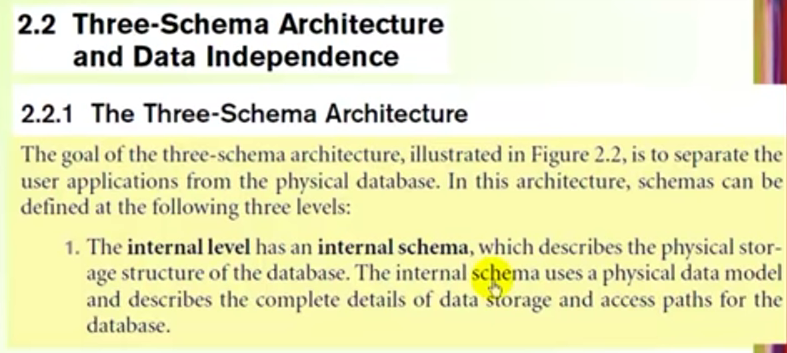 2.2 Three-Schema Architecture
and Data Independence
2.2.1 The Three-Schema Architecture
The goal of the three-schema architecture, illustrated in Figure 2.2, is to separate the
user applications from the physical database. In this architecture, schemas can be
defined at the following three levels:
1. The internal level has an internal schema, which describes the physical stor-
age structure of the database. The internal schema uses a physical data model
and describes the complete details of data storage and access paths for the
database.